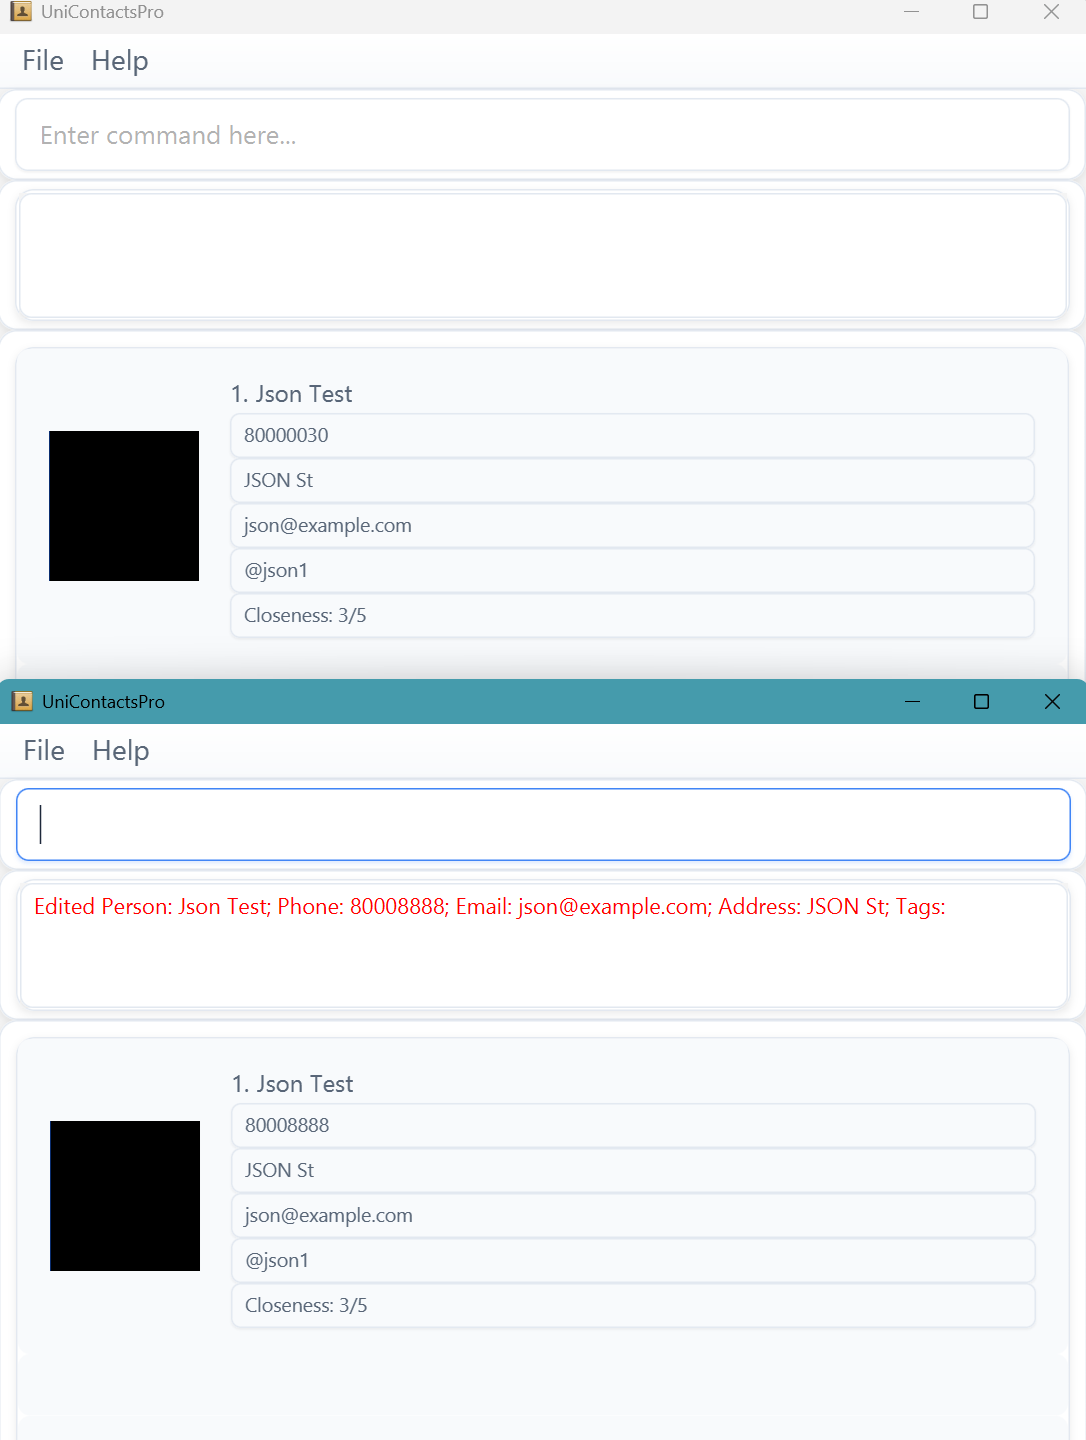 UniContactsPro
File Help
Enter command here...
1. Json Test
80000030
JSON St
json@example.com
@json1
Closeness: 3/5
UniContactsPro
File Help
Edited Person: Json Test; Phone: 80008888; Email: json@example.com; Address: JSON St; Tags:
1. Json Test
80008888
JSON St
json@example.com
@json1
Closeness: 3/5